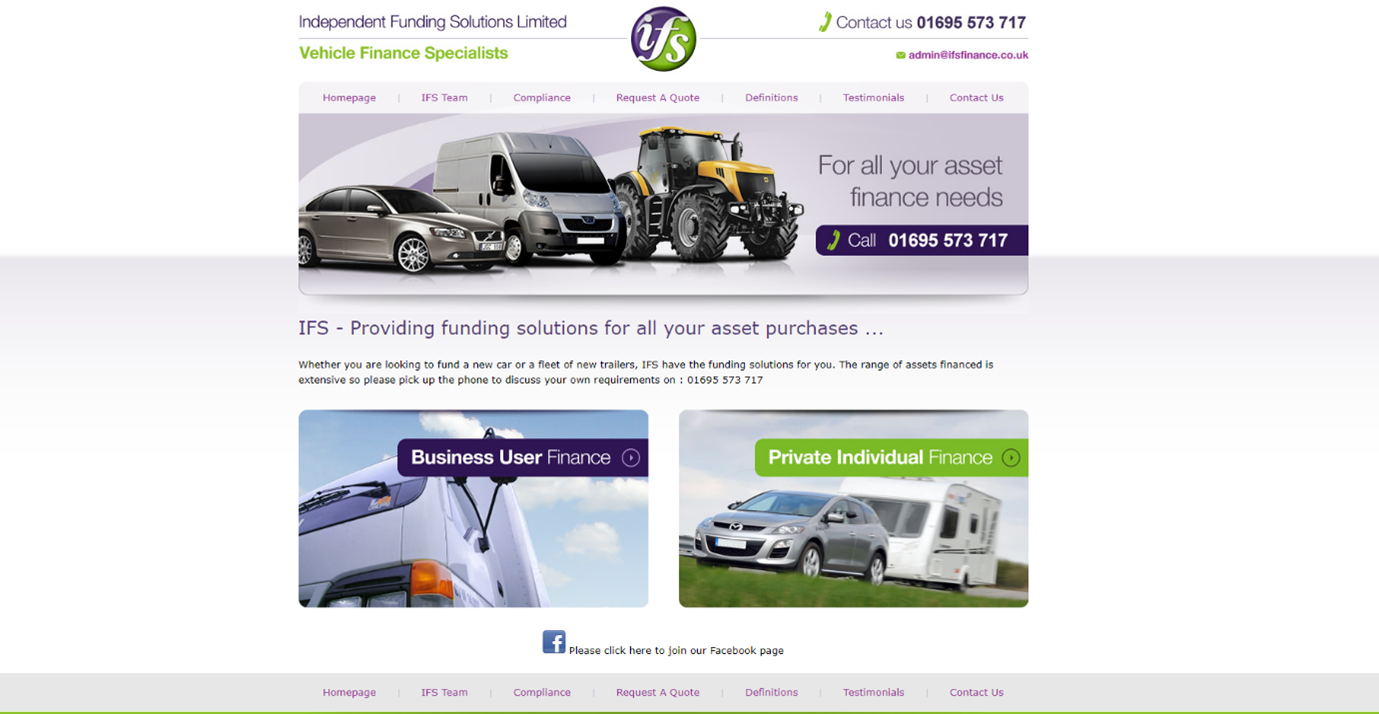 Independent Funding Solutions Limited
Vehicle Finance Specialists
ifs
Contact us 01695 573 717
admin@ifsfinance.co.uk
Homepage | IFS Team | Compliance | Request A Quote | Definitions | Testimonials | Contact Us
For all your asset
finance needs
Call 01695 573 717
IFS - Providing funding solutions for all your asset purchases ...
Whether you are looking to fund a new car or a fleet of new trailers, IFS have the funding solutions for you. The range of assets financed is
extensive so please pick up the phone to discuss your own requirements on : 01695 573 717
Business User Finance
Private Individual Finance
f Please click here to join our Facebook page
Homepage | IFS Team | Compliance | Request A Quote | Definitions | Testimonials | Contact Us